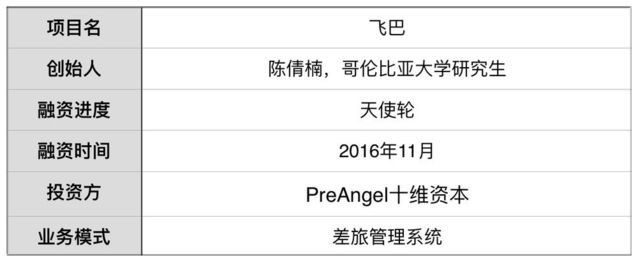 项目名 飞巴
创始人 陈倩楠，哥伦比亚大学研究生
融资进度 天使轮
融资时间 2016年11月
投资方 PreAngel十维资本
业务模式 差旅管理系统